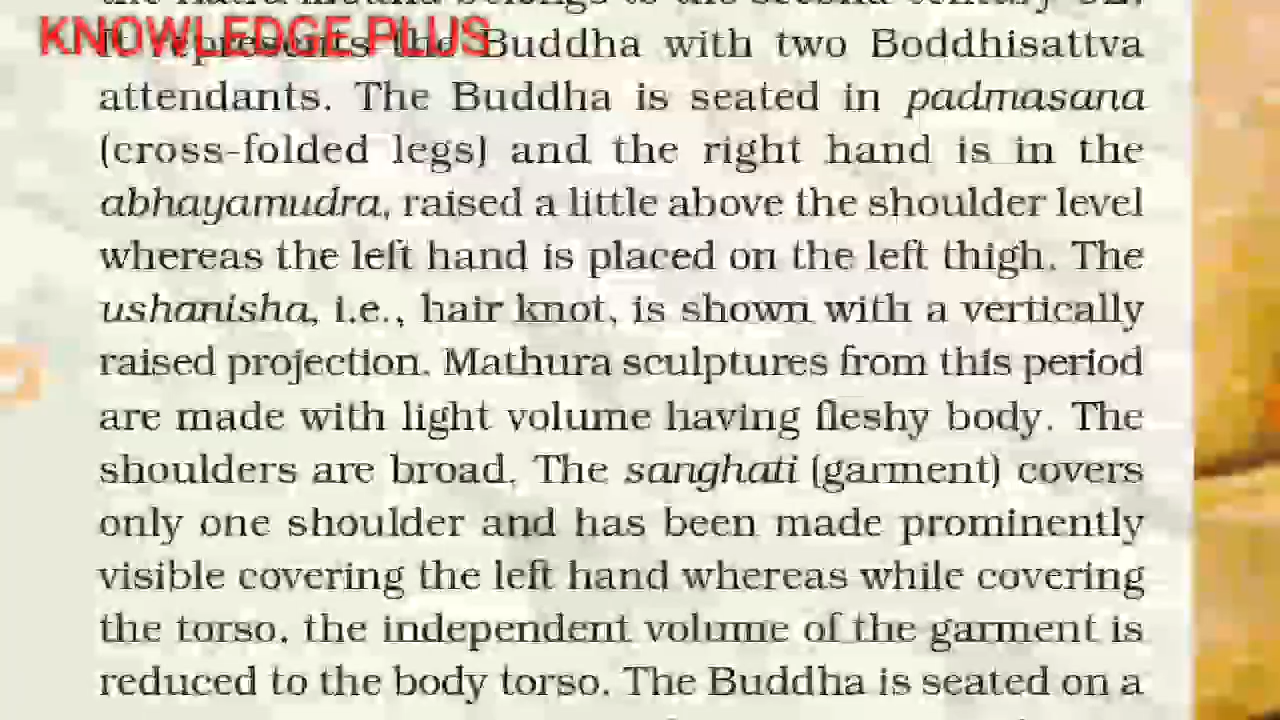 KNOWLEDGE PLUS
It represents the Buddha with two Boddhisattva
attendants. The Buddha is seated in padmasana
(cross-folded legs) and the right hand is in the
abhayamudra, raised a little above the shoulder level
whereas the left hand is placed on the left thigh. The
ushanisha, i.e., hair knot, is shown with a vertically
raised projection. Mathura sculptures from this period
are made with light volume having fleshy body. The
shoulders are broad. The sanghati (garment) covers
only one shoulder and has been made prominently
visible covering the left hand whereas while covering
the torso, the independent volume of the garment is
reduced to the body torso. The Buddha is seated on a